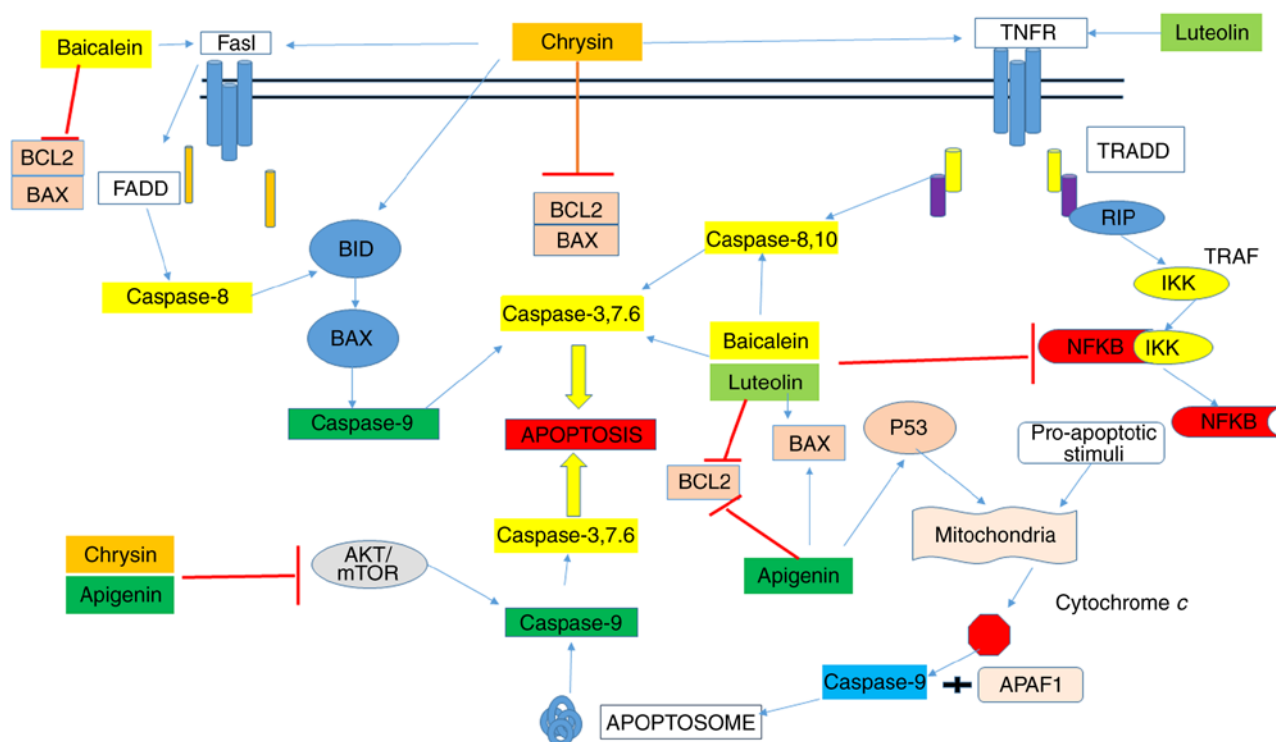 Baicalein
Fasl
Chrysin
TNFR
Luteolin
BCL2
BAX
FADD
TRADD
BCL2
BAX
RIP
BID
Caspase-8,10
TRAF
IKK
Caspase-8
Caspase-3,7.6
BAX
Baicalein
Luteolin
NFKB
IKK
Caspase-9
APOPTOSIS
BAX
P53
NFKB
Pro-apoptotic
stimuli
BCL2
Caspase-3,7.6
Mitochondria
Chrysin
Apigenin
AKT/
mTOR
Apigenin
Cytochrome c
Caspase-9
Caspase-9
APAF1
APOPTOSOME